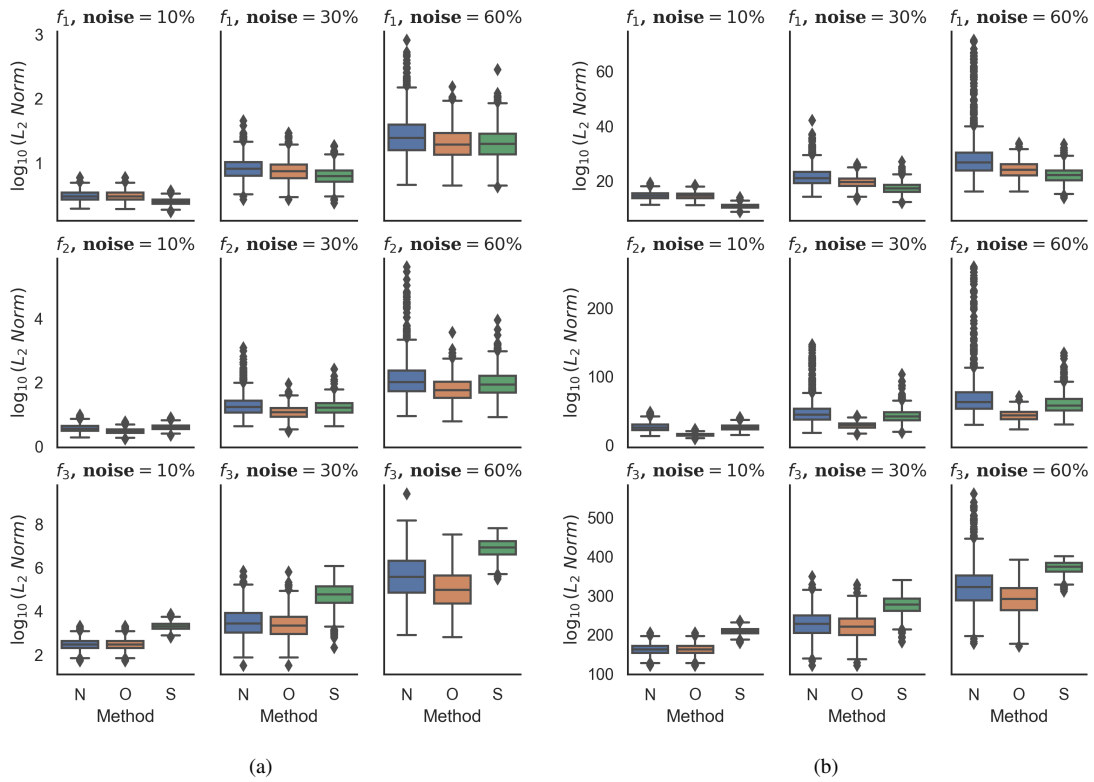 f₁, noise = 10%
f₁, noise = 30%
f₁, noise = 60%
log₁₀(L₂ Norm)
3
2
1
f₂, noise = 10%
f₂, noise = 30%
f₂, noise = 60%
log₁₀(L₂ Norm)
4
2
0
f₃, noise = 10%
f₃, noise = 30%
f₃, noise = 60%
log₁₀(L₂ Norm)
8
6
4
2
N O S
N O S
N O S
Method
Method
Method
(a)
f₁, noise = 10%
f₁, noise = 30%
f₁, noise = 60%
log₁₀(L₂ Norm)
60
40
20
f₂, noise = 10%
f₂, noise = 30%
f₂, noise = 60%
log₁₀(L₂ Norm)
200
100
0
f₃, noise = 10%
f₃, noise = 30%
f₃, noise = 60%
log₁₀(L₂ Norm)
500
400
300
200
100
N O S
N O S
N O S
Method
Method
Method
(b)